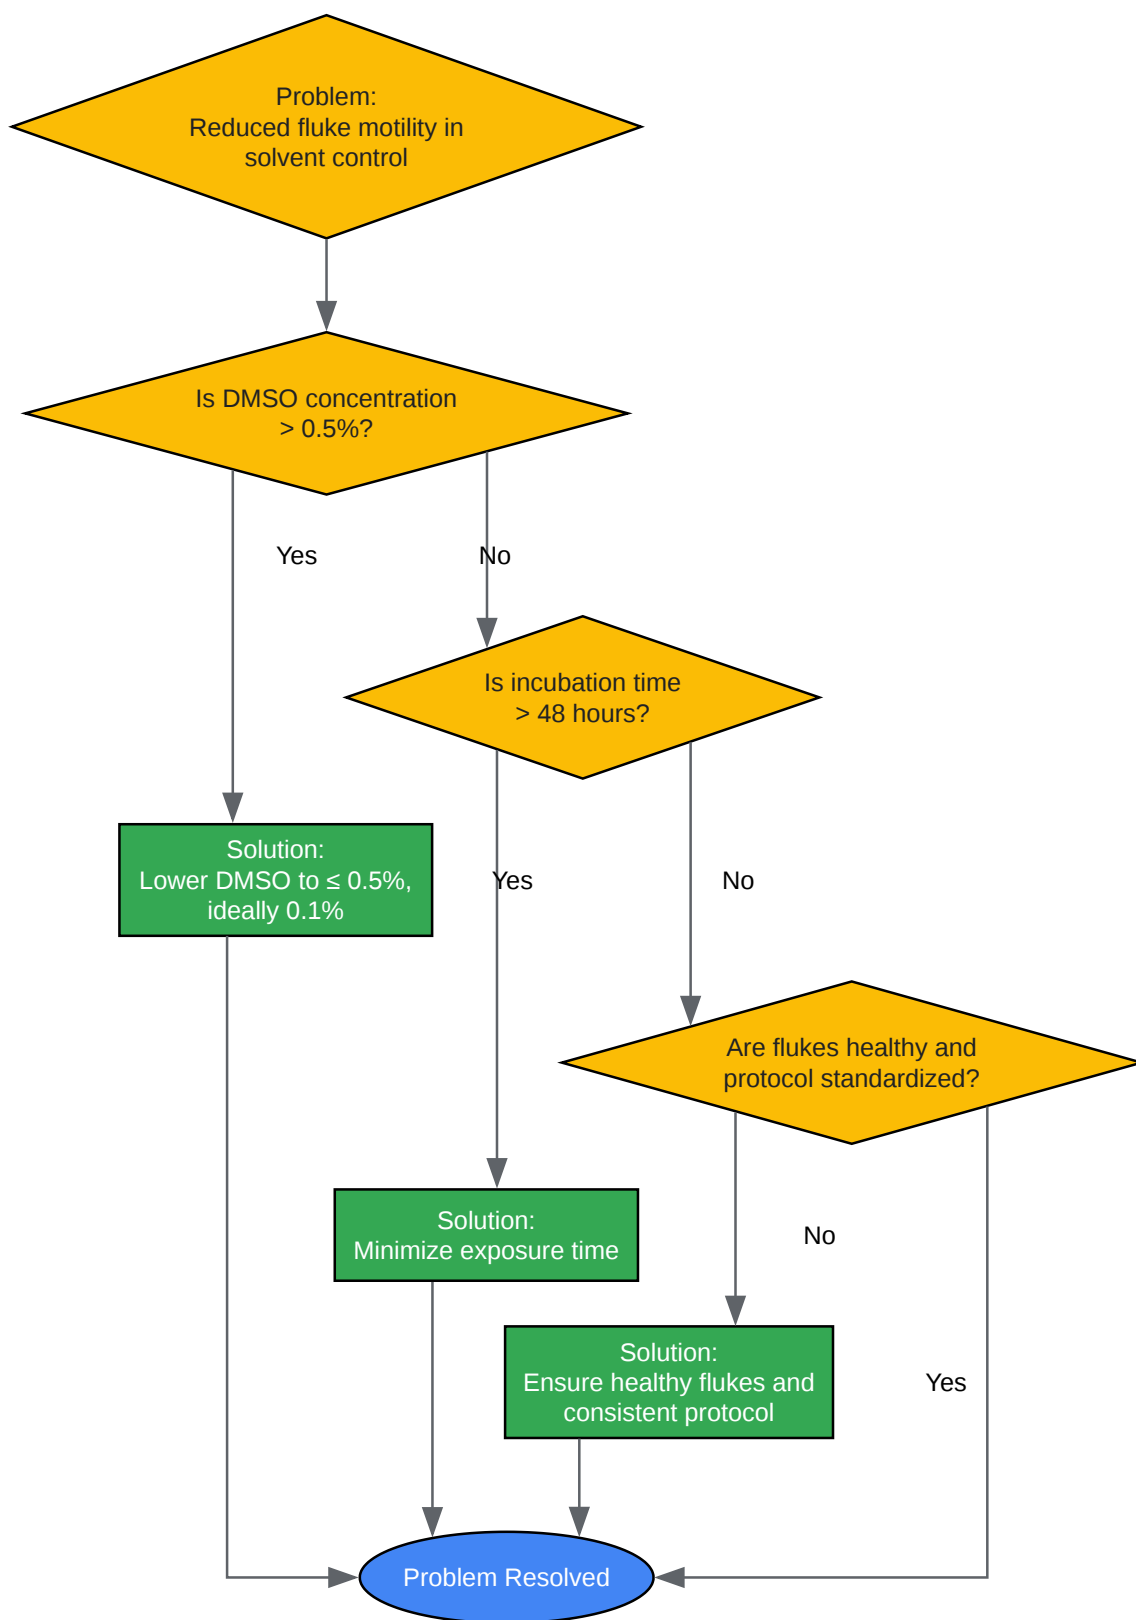 Problem:
Reduced fluke motility in
solvent control
Is DMSO concentration
> 0.5%?
Yes
No
Is incubation time
> 48 hours?
Solution:
Lower DMSO to ≤ 0.5%,
ideally 0.1%
Yes
No
Are flukes healthy and
protocol standardized?
Solution:
Minimize exposure time
No
Solution:
Ensure healthy flukes and
consistent protocol
Yes
Problem Resolved